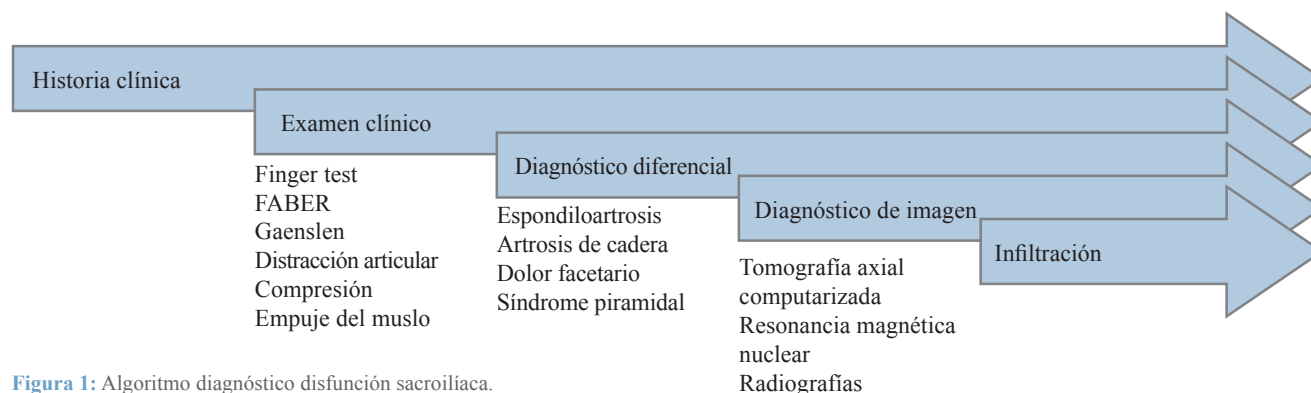 Historia clínica
Examen clínico
Finger test
FABER
Gaenslen
Distracción articular
Compresión
Empuje del muslo
Diagnóstico diferencial
Espondiloartrosis
Artrosis de cadera
Dolor facetario
Síndrome piramidal
Diagnóstico de imagen
Tomografía axial
computarizada
Resonancia magnética
nuclear
Radiografías
Infiltración
Figura 1: Algoritmo diagnóstico disfunción sacroilíaca.